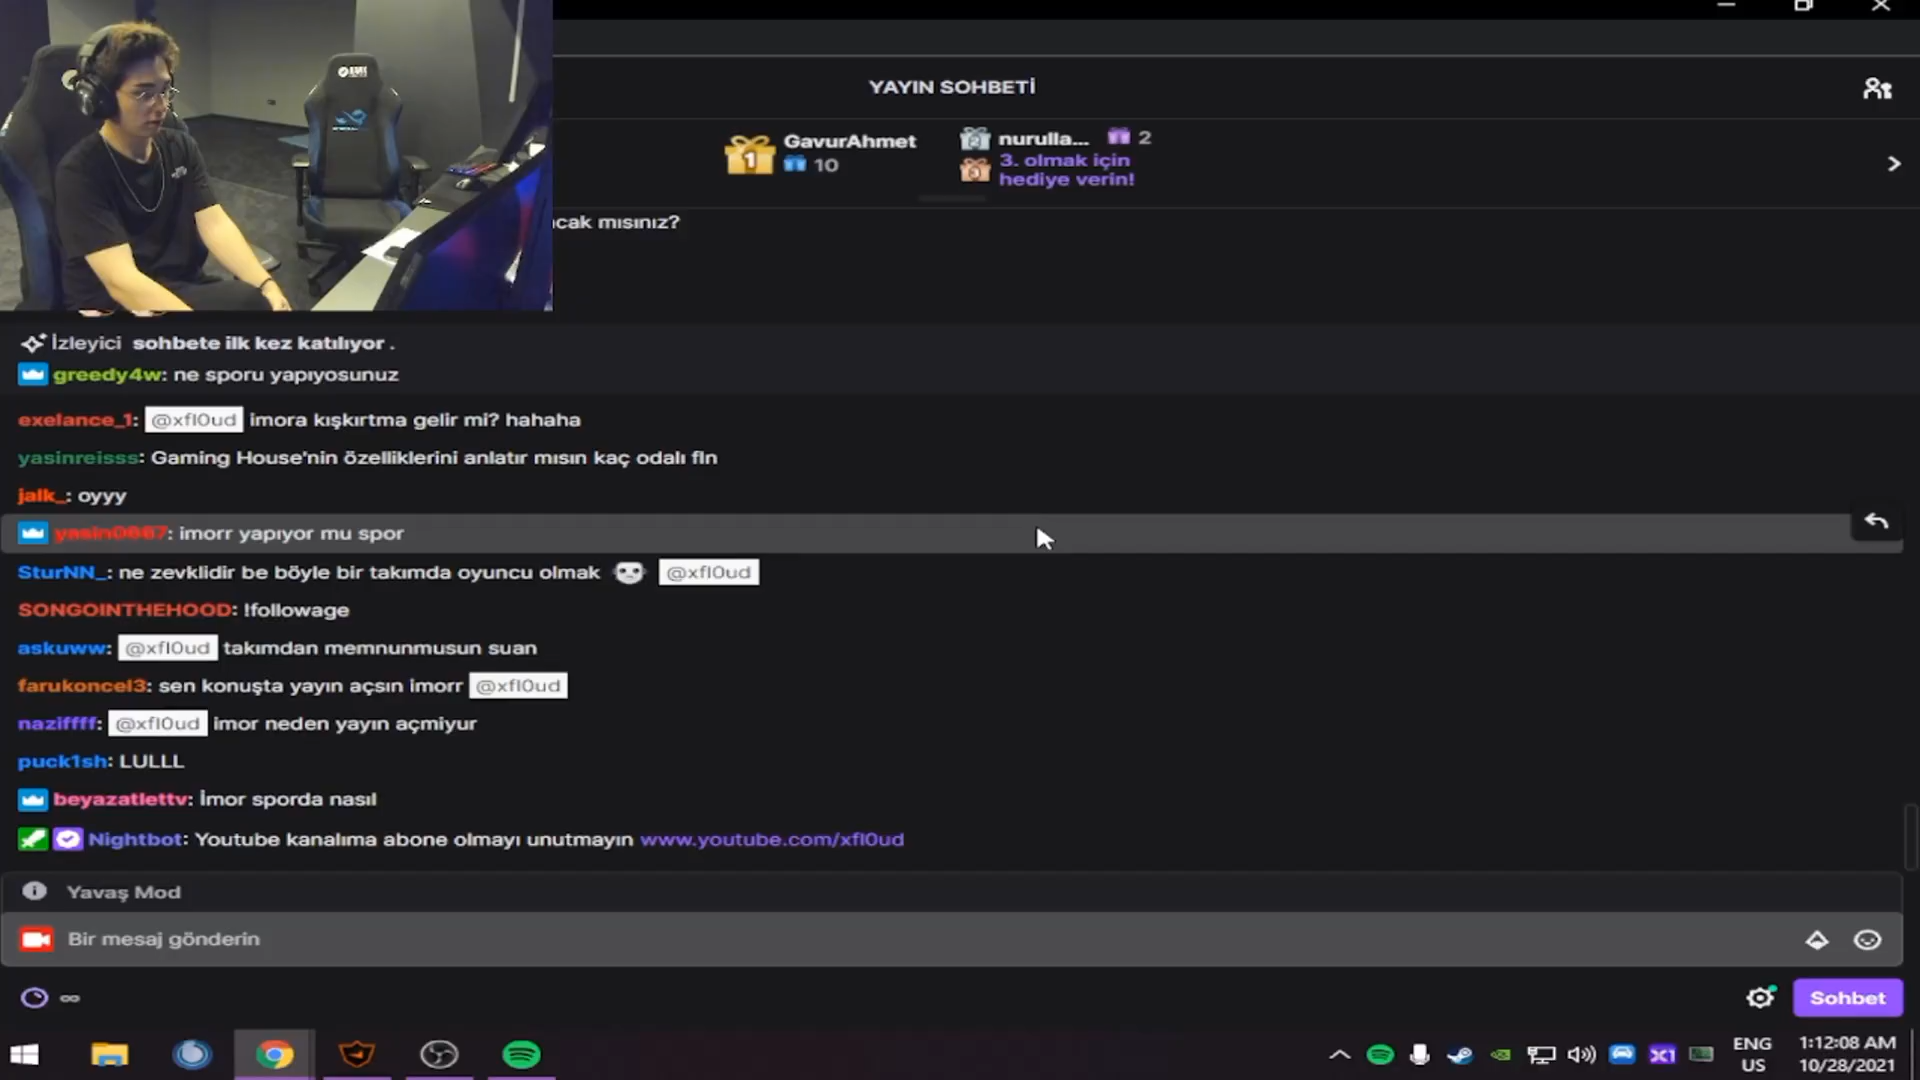 YAYIN SOHBETİ
GavurAhmet
10
nurulla... 2
3. olmak için
hediye verin!
cak mısınız?
İzleyici sohbete ilk kez katılıyor .
greedy4w: ne sporu yapıyosunuz
exelance_1: @xfl0ud imora kışkırtma gelir mi? hahaha
yasinreisss: Gaming House'nin özelliklerini anlatır mısın kaç odalı fln
jalk_: oyyy
yasin0667: imorr yapıyor mu spor
SturNN_: ne zevklidir be böyle bir takımda oyuncu olmak @xfl0ud
SONGOINTHEHOOD: !followage
askuww: @xfl0ud takımdan memnunmusun suan
farukoncel3: sen konuşta yayın açsın imorr @xfl0ud
naziffff: @xfl0ud imor neden yayın açmiyur
puck1sh: LULLL
beyazatlettv: İmor sporda nasıl
Nightbot: Youtube kanalıma abone olmayı unutmayın www.youtube.com/xfl0ud
Yavaş Mod
Bir mesaj gönderin
∞
Sohbet
ENG
US
1:12:08 AM
10/28/2021